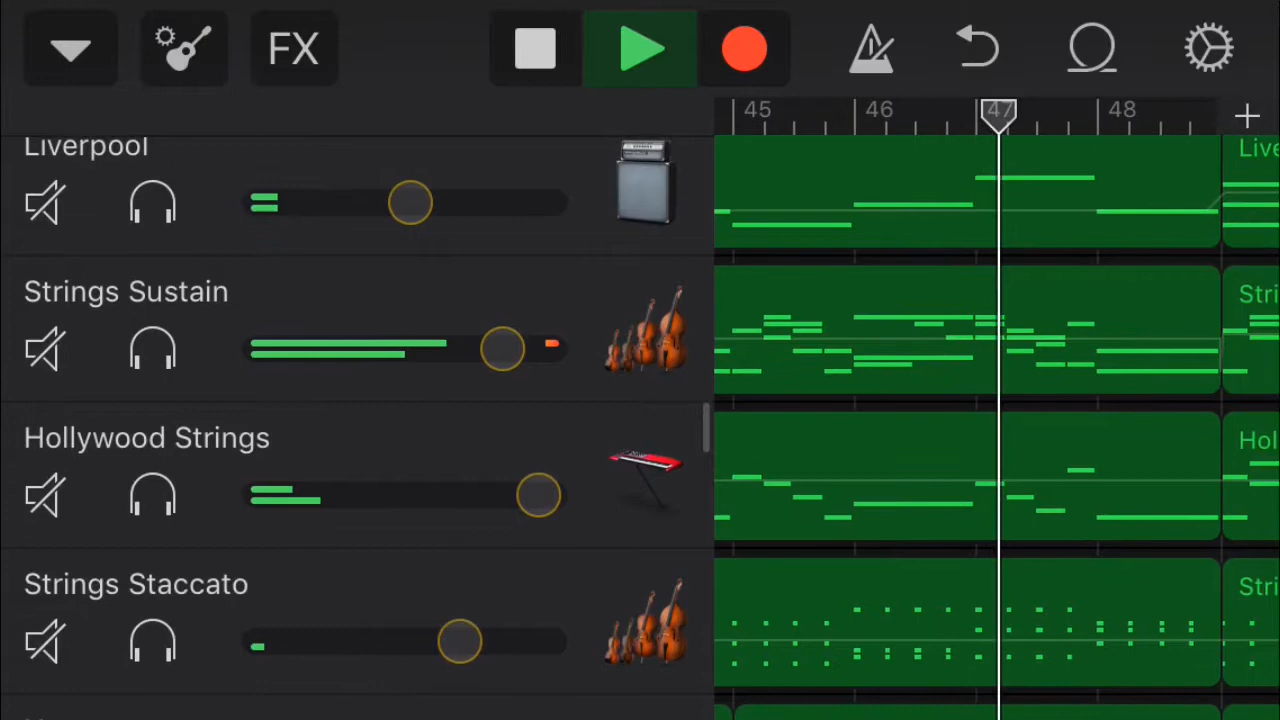 FX
45 46 47 48
Liverpool
Live
Strings Sustain
Stri
Hollywood Strings
Hol
Strings Staccato
Stri